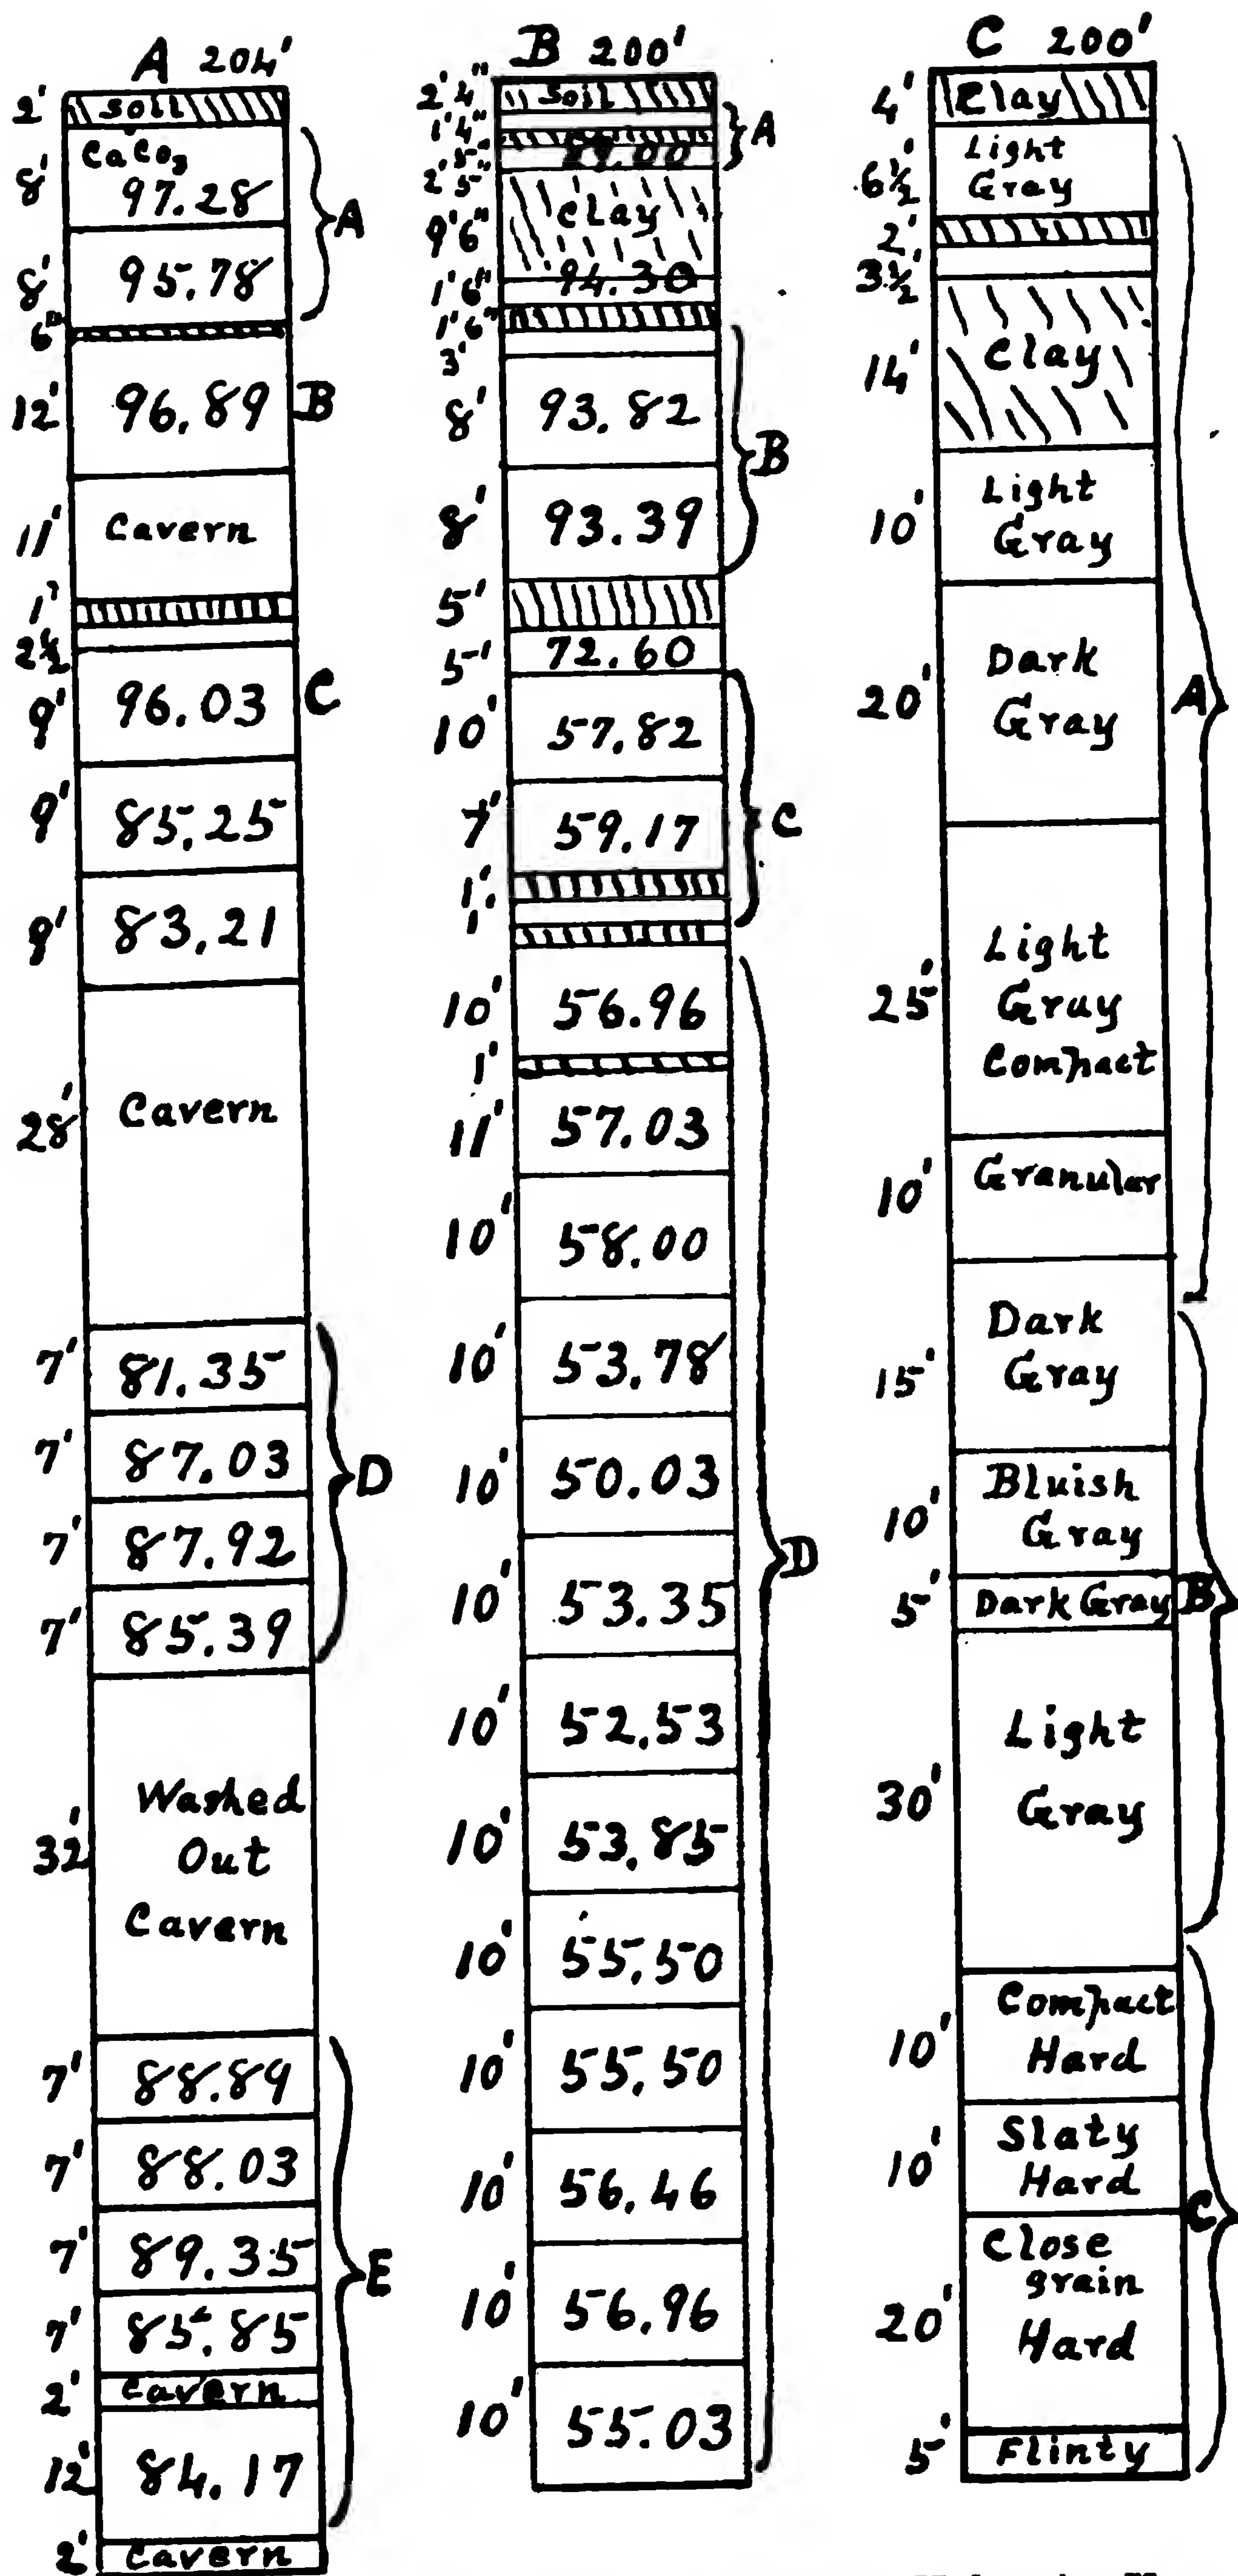 A 204'
2' Soil
8' CaCO3
97.28
8' 95.78
A
6"
12' 96.89 B
11' Cavern
1'
2½
9' 96.03 C
9' 85.25
9' 83.21
28' Cavern
7' 81.35
7' 87.03
D
7' 87.92
7' 85.39
32' Washed
Out
Cavern
7' 88.89
7' 88.03
7' 89.35
E
7' 85.85
2' Cavern
12' 84.17
2' Cavern
B 200'
2'4" Soil
1'4"
A
5"
2'5"
9'6" Clay
1'6" 94.30
1'6"
3'
8' 93.82
B
8' 93.39
5'
5' 72.60
10' 57.82
7' 59.17
C
1'
1'
10' 56.96
1'
11' 57.03
10' 58.00
10' 53.78
10' 50.03
D
10' 53.35
10' 52.53
10' 53.85
10' 55.50
10' 55.50
10' 56.46
10' 56.96
10' 55.03
C 200'
4' Clay
6½' Light
Gray
2'
3½'
14' Clay
10' Light
Gray
20' Dark
Gray
A
25' Light
Gray
Compact
10' Granular
15' Dark
Gray
10' Bluish
Gray
5' Dark Gray B
30' Light
Gray
10' Compact
Hard
10' Slaty
Hard
C
20' Close
grain
Hard
5' Flinty